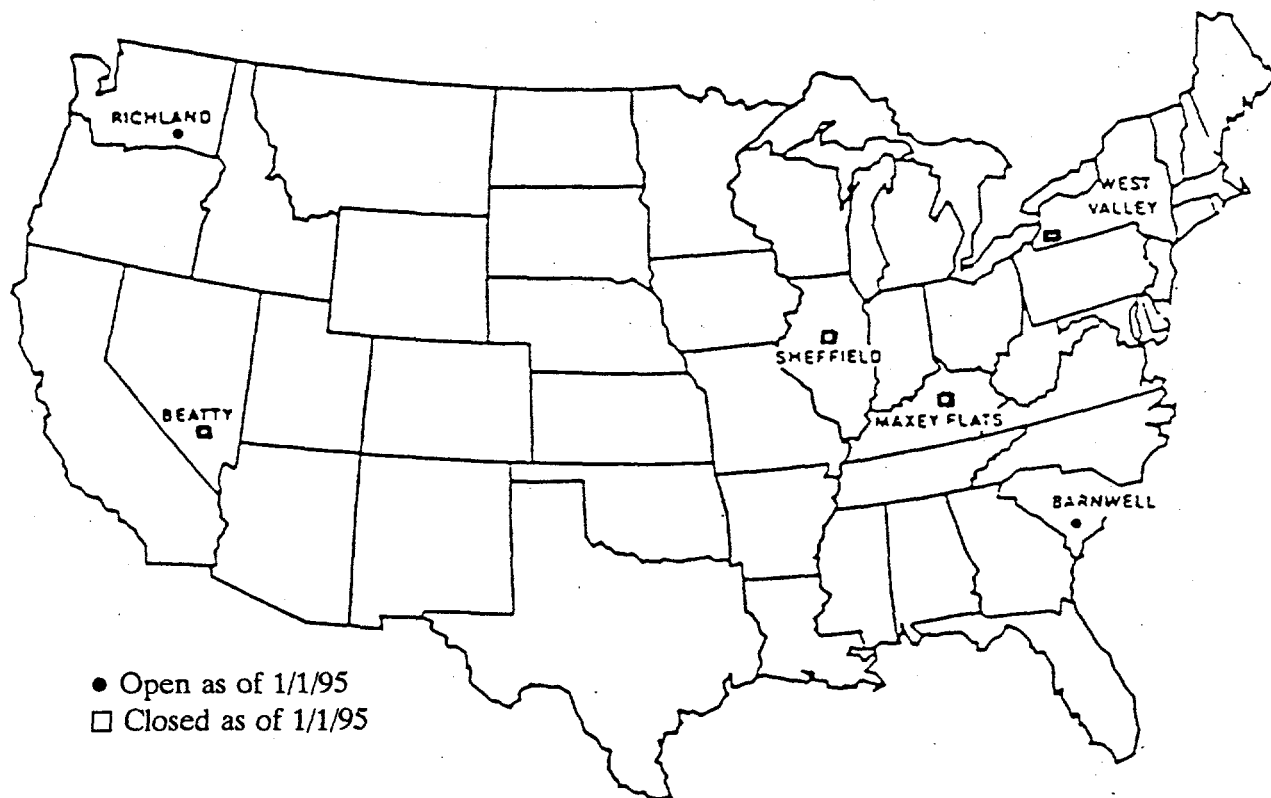 RICHLAND
WEST
VALLEY
SHEFFIELD
BEATTY
MAXEY FLATS
BARNWELL
● Open as of 1/1/95
□ Closed as of 1/1/95